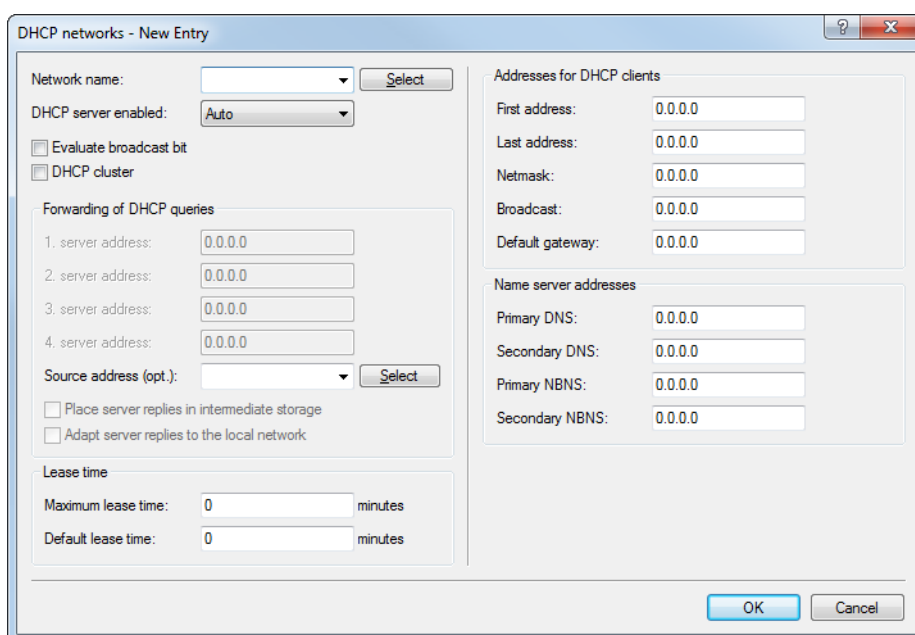 DHCP networks - New Entry
Network name:
Select
DHCP server enabled:
Auto
Evaluate broadcast bit
DHCP cluster
Forwarding of DHCP queries
1. server address:
0.0.0.0
2. server address:
0.0.0.0
3. server address:
0.0.0.0
4. server address:
0.0.0.0
Source address (opt.):
Select
Place server replies in intermediate storage
Adapt server replies to the local network
Lease time
Maximum lease time:
0
minutes
Default lease time:
0
minutes
Addresses for DHCP clients
First address:
0.0.0.0
Last address:
0.0.0.0
Netmask:
0.0.0.0
Broadcast:
0.0.0.0
Default gateway:
0.0.0.0
Name server addresses
Primary DNS:
0.0.0.0
Secondary DNS:
0.0.0.0
Primary NBNS:
0.0.0.0
Secondary NBNS:
0.0.0.0
OK
Cancel